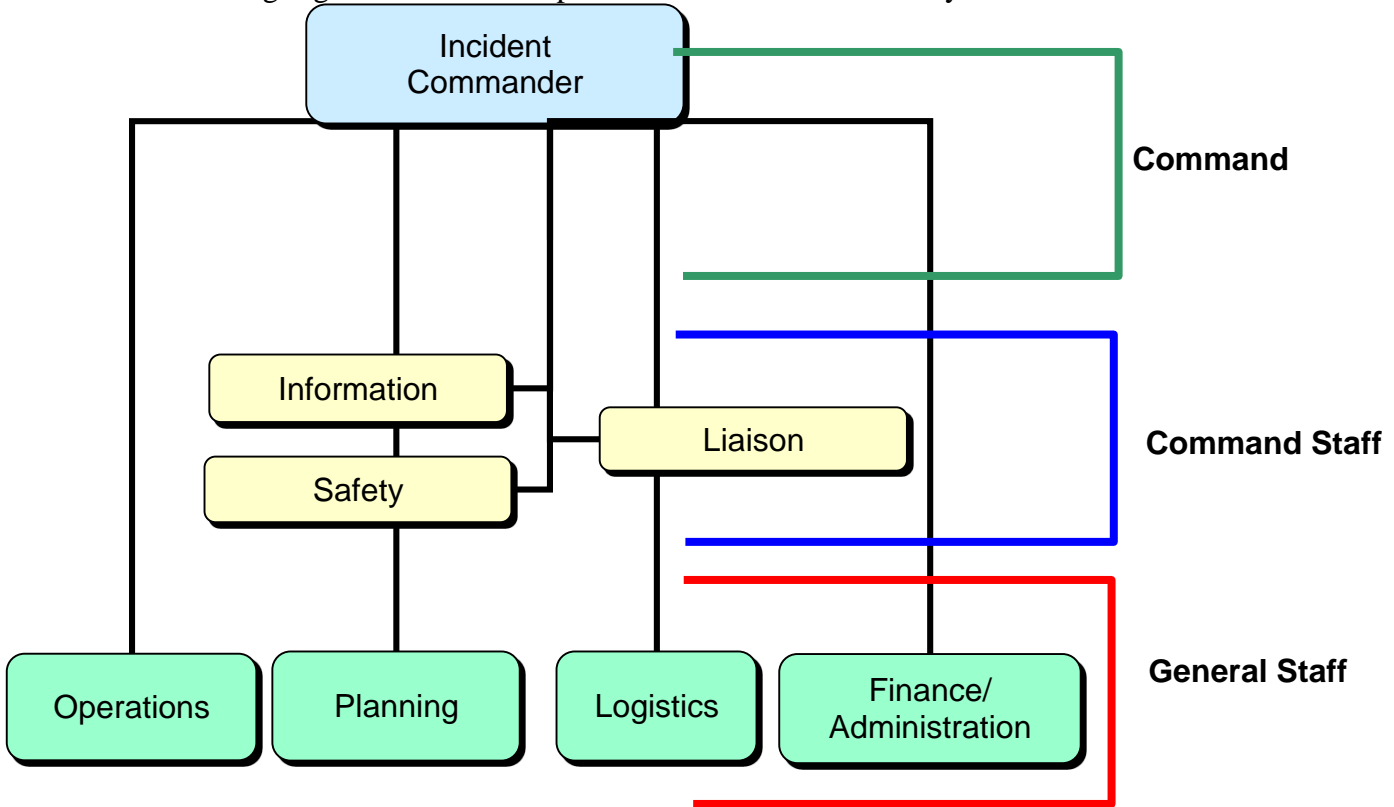 Incident
Commander
Command
Information
Liaison
Command Staff
Safety
Operations
Planning
Logistics
Finance/
Administration
General Staff